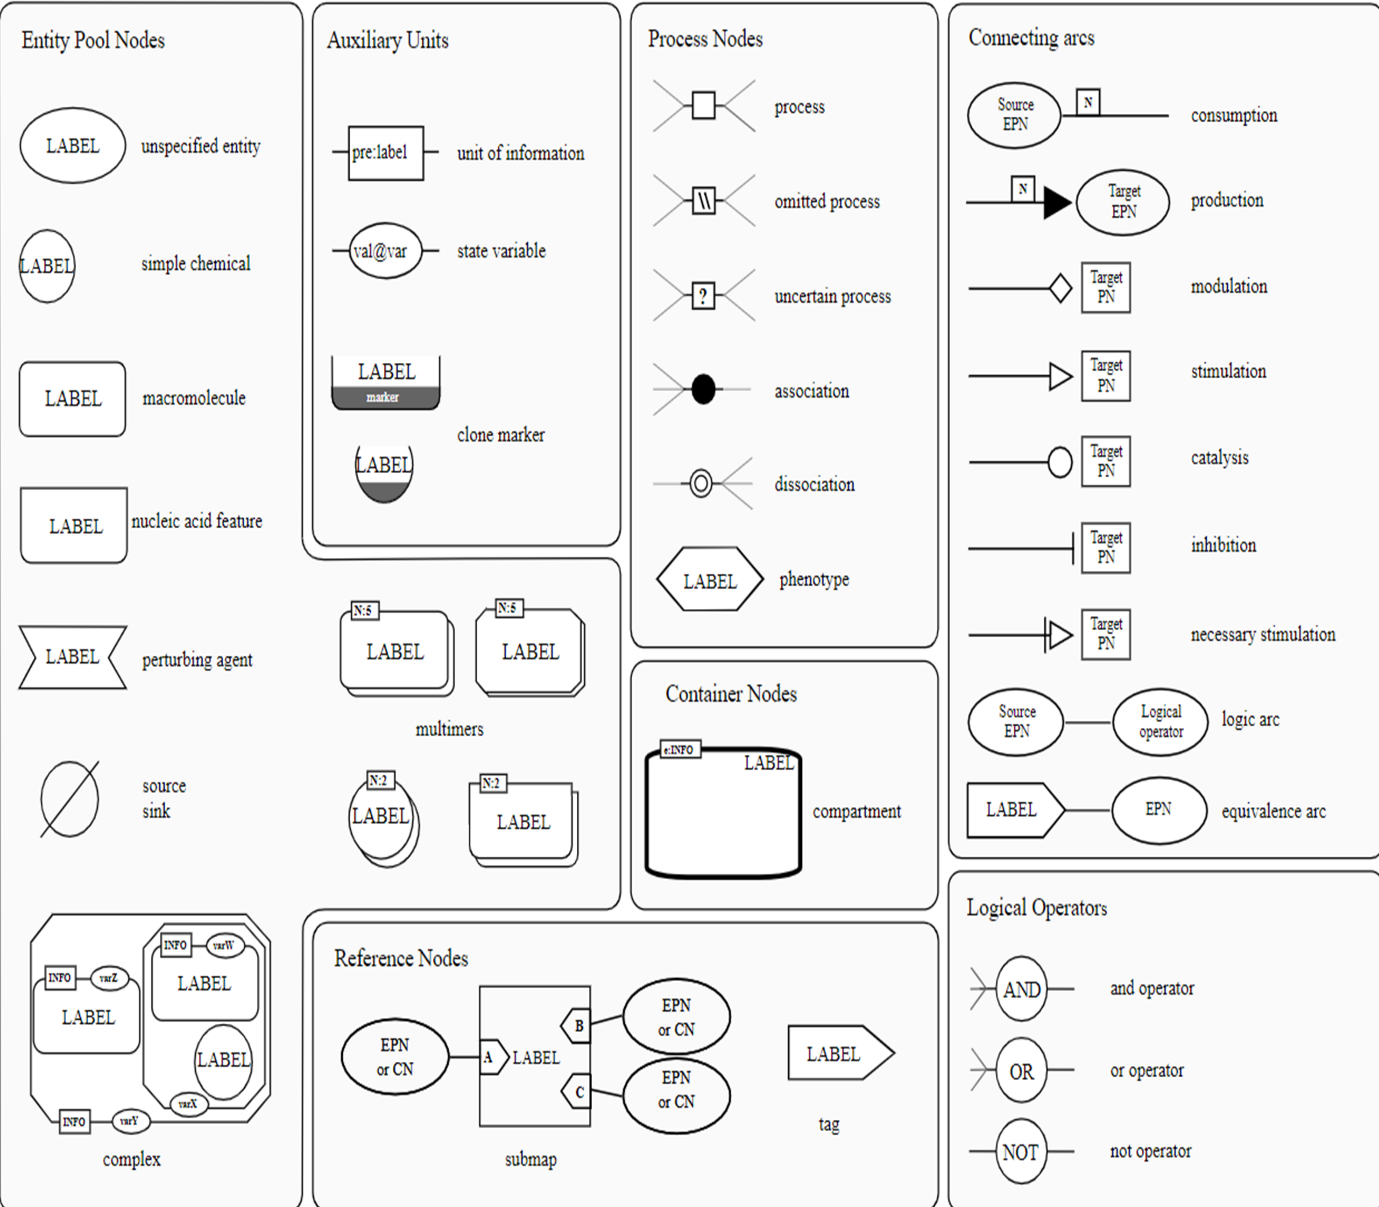 Entity Pool Nodes
LABEL
unspecified entity
LABEL
simple chemical
LABEL
macromolecule
LABEL
nucleic acid feature
LABEL
perturbing agent
source
sink
INFO
varW
LABEL
INFO
varZ
LABEL
LABEL
varX
INFO
varY
complex
Auxiliary Units
pre:label
unit of information
val@var
state variable
LABEL
marker
clone marker
LABEL
N:5
LABEL
N:5
LABEL
multimers
N:2
LABEL
N:2
LABEL
Process Nodes
process
\\
omitted process
?
uncertain process
association
dissociation
LABEL
phenotype
Container Nodes
e:INFO
LABEL
compartment
Reference Nodes
EPN
or CN
A
LABEL
B
C
EPN
or CN
EPN
or CN
submap
LABEL
tag
Connecting arcs
Source
EPN
N
consumption
N
Target
EPN
production
Target
PN
modulation
Target
PN
stimulation
Target
PN
catalysis
Target
PN
inhibition
Target
PN
necessary stimulation
Source
EPN
Logical
operator
logic arc
LABEL
EPN
equivalence arc
Logical Operators
AND
and operator
OR
or operator
NOT
not operator